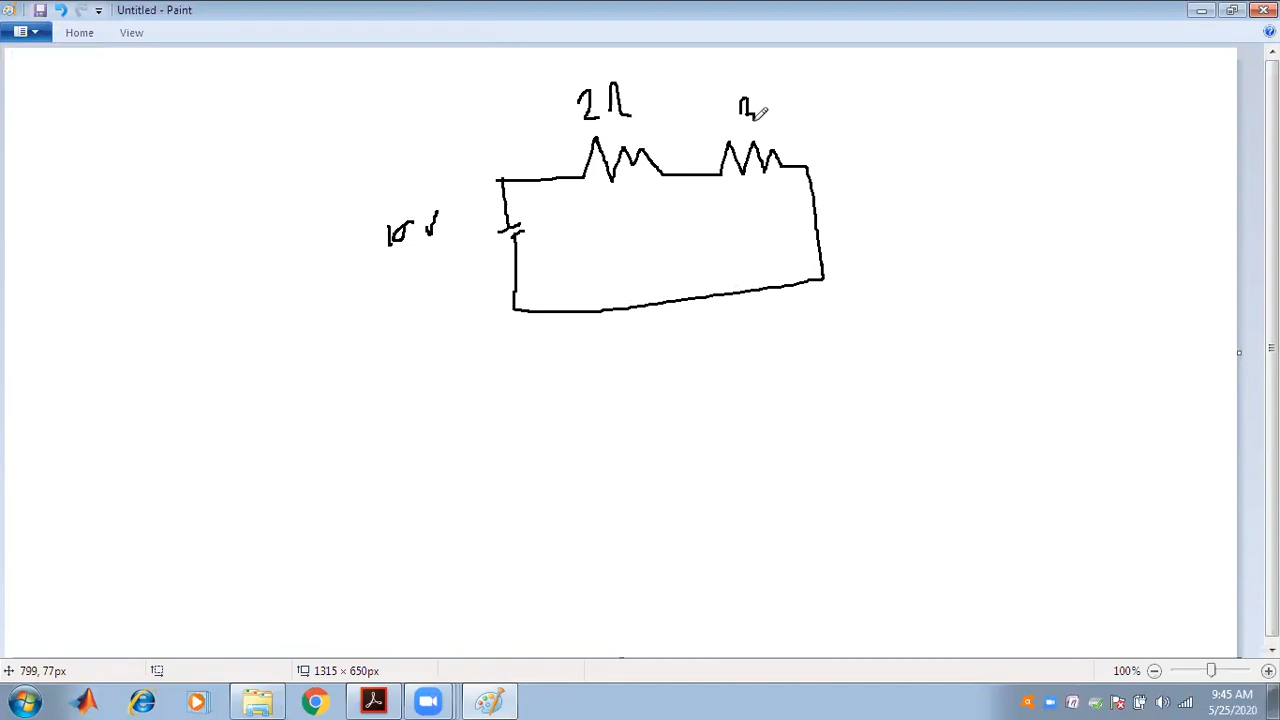 Untitled - Paint
Home View
2 Ω
10 v
799, 77px
1315 × 650px
100%
9:45 AM
5/25/2020